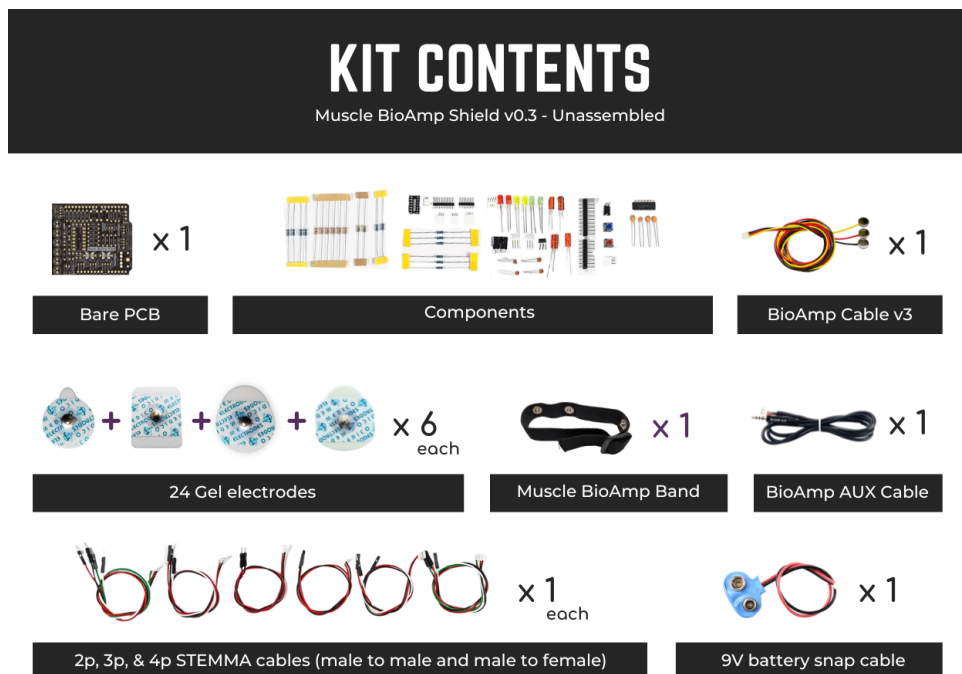 KIT CONTENTS
Muscle BioAmp Shield v0.3 - Unassembled
x 1
x 1
Bare PCB
Components
BioAmp Cable v3
+ + + x 6
each
x 1
x 1
24 Gel electrodes
Muscle BioAmp Band
BioAmp AUX Cable
x 1
each
x 1
2p, 3p, & 4p STEMMA cables (male to male and male to female)
9V battery snap cable